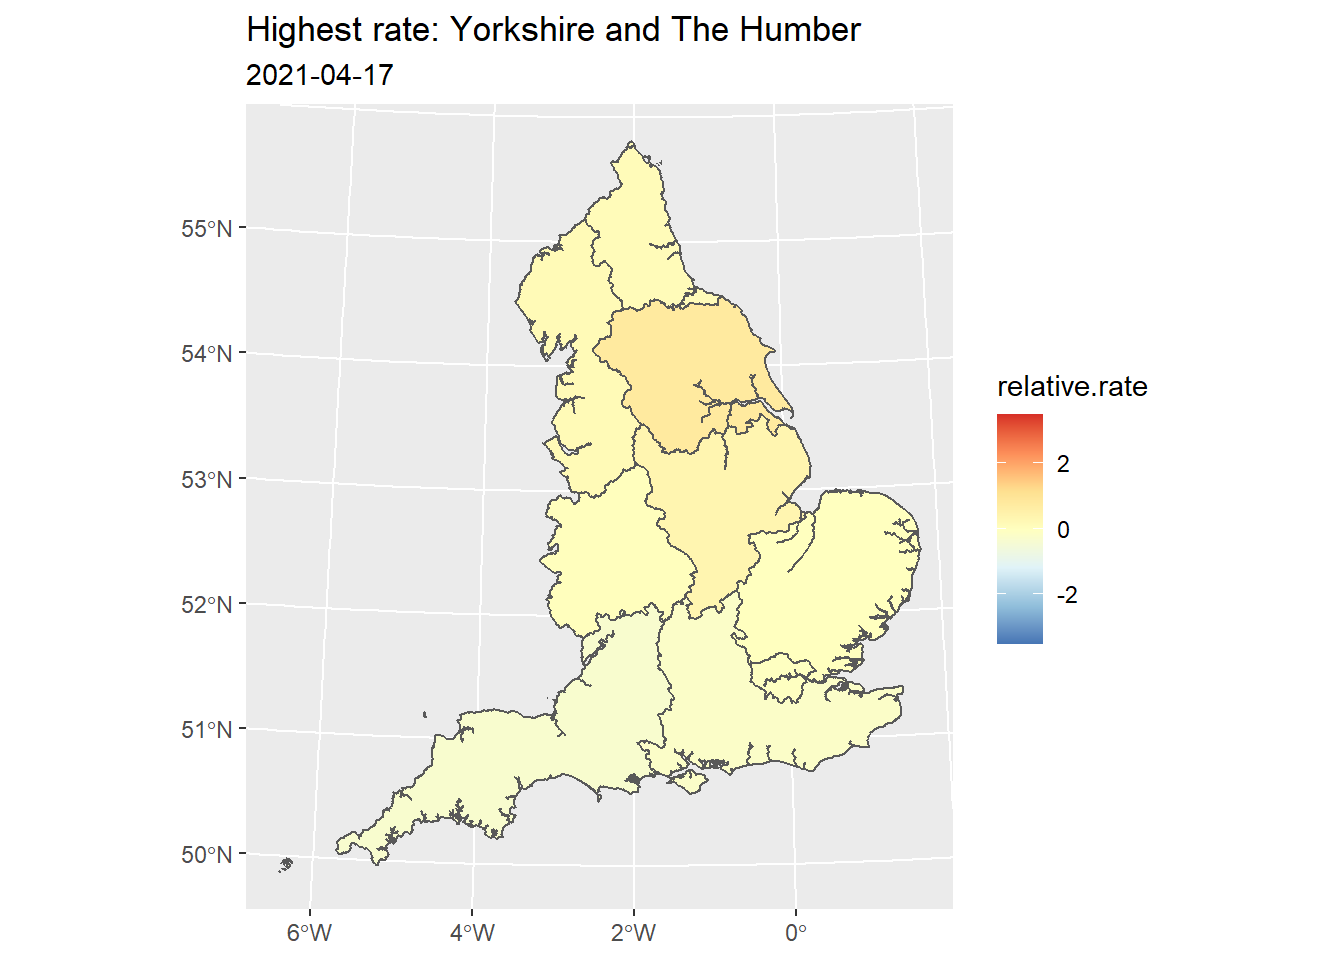 Highest rate: Yorkshire and The Humber
2021-04-17
55°N
54°N
53°N
52°N
51°N
50°N
6°W
4°W
2°W
0°
relative.rate
2
0
-2